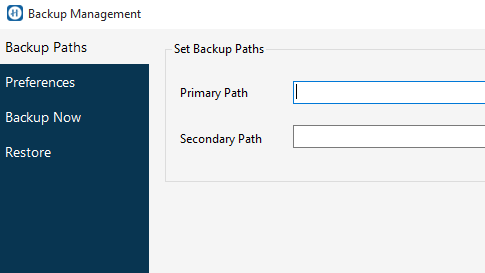 Backup Management
Backup Paths
Preferences
Backup Now
Restore
Set Backup Paths
Primary Path
Secondary Path